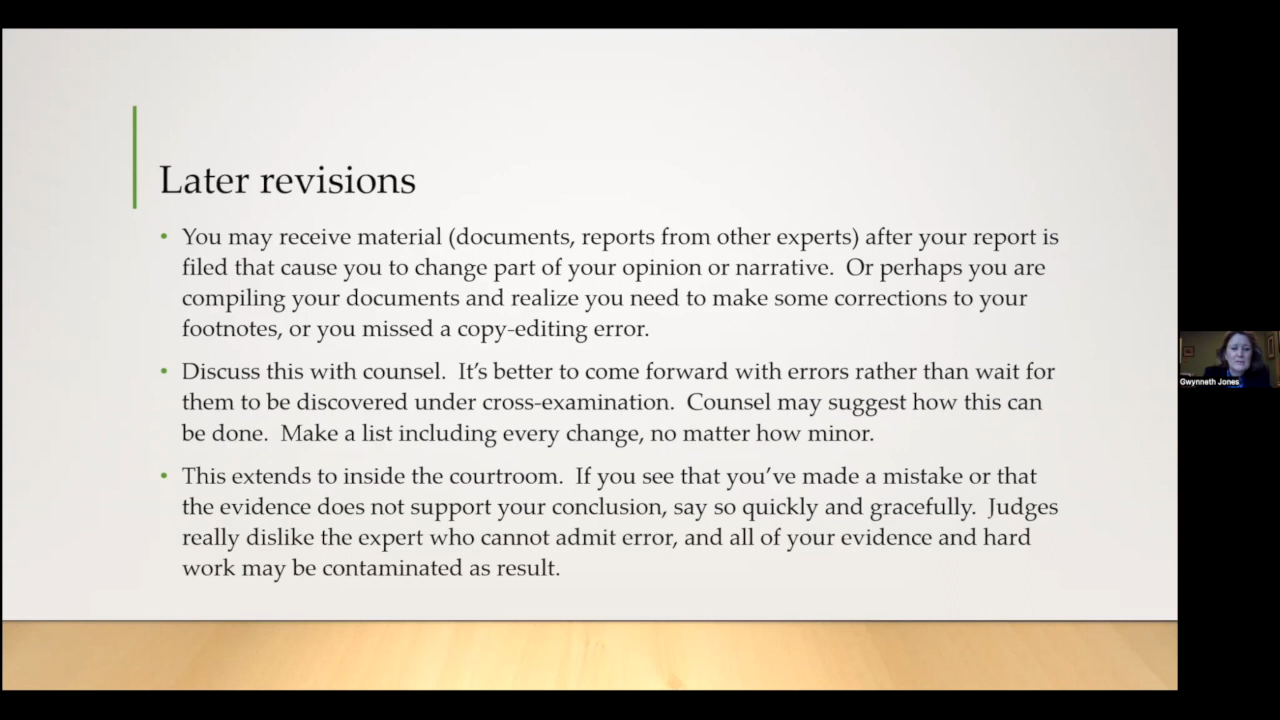 Later revisions
• You may receive material (documents, reports from other experts) after your report is
filed that cause you to change part of your opinion or narrative.  Or perhaps you are
compiling your documents and realize you need to make some corrections to your
footnotes, or you missed a copy-editing error.
• Discuss this with counsel.  It’s better to come forward with errors rather than wait for
them to be discovered under cross-examination.  Counsel may suggest how this can
be done.  Make a list including every change, no matter how minor.
• This extends to inside the courtroom.  If you see that you’ve made a mistake or that
the evidence does not support your conclusion, say so quickly and gracefully.  Judges
really dislike the expert who cannot admit error, and all of your evidence and hard
work may be contaminated as result.
Gwynneth Jones